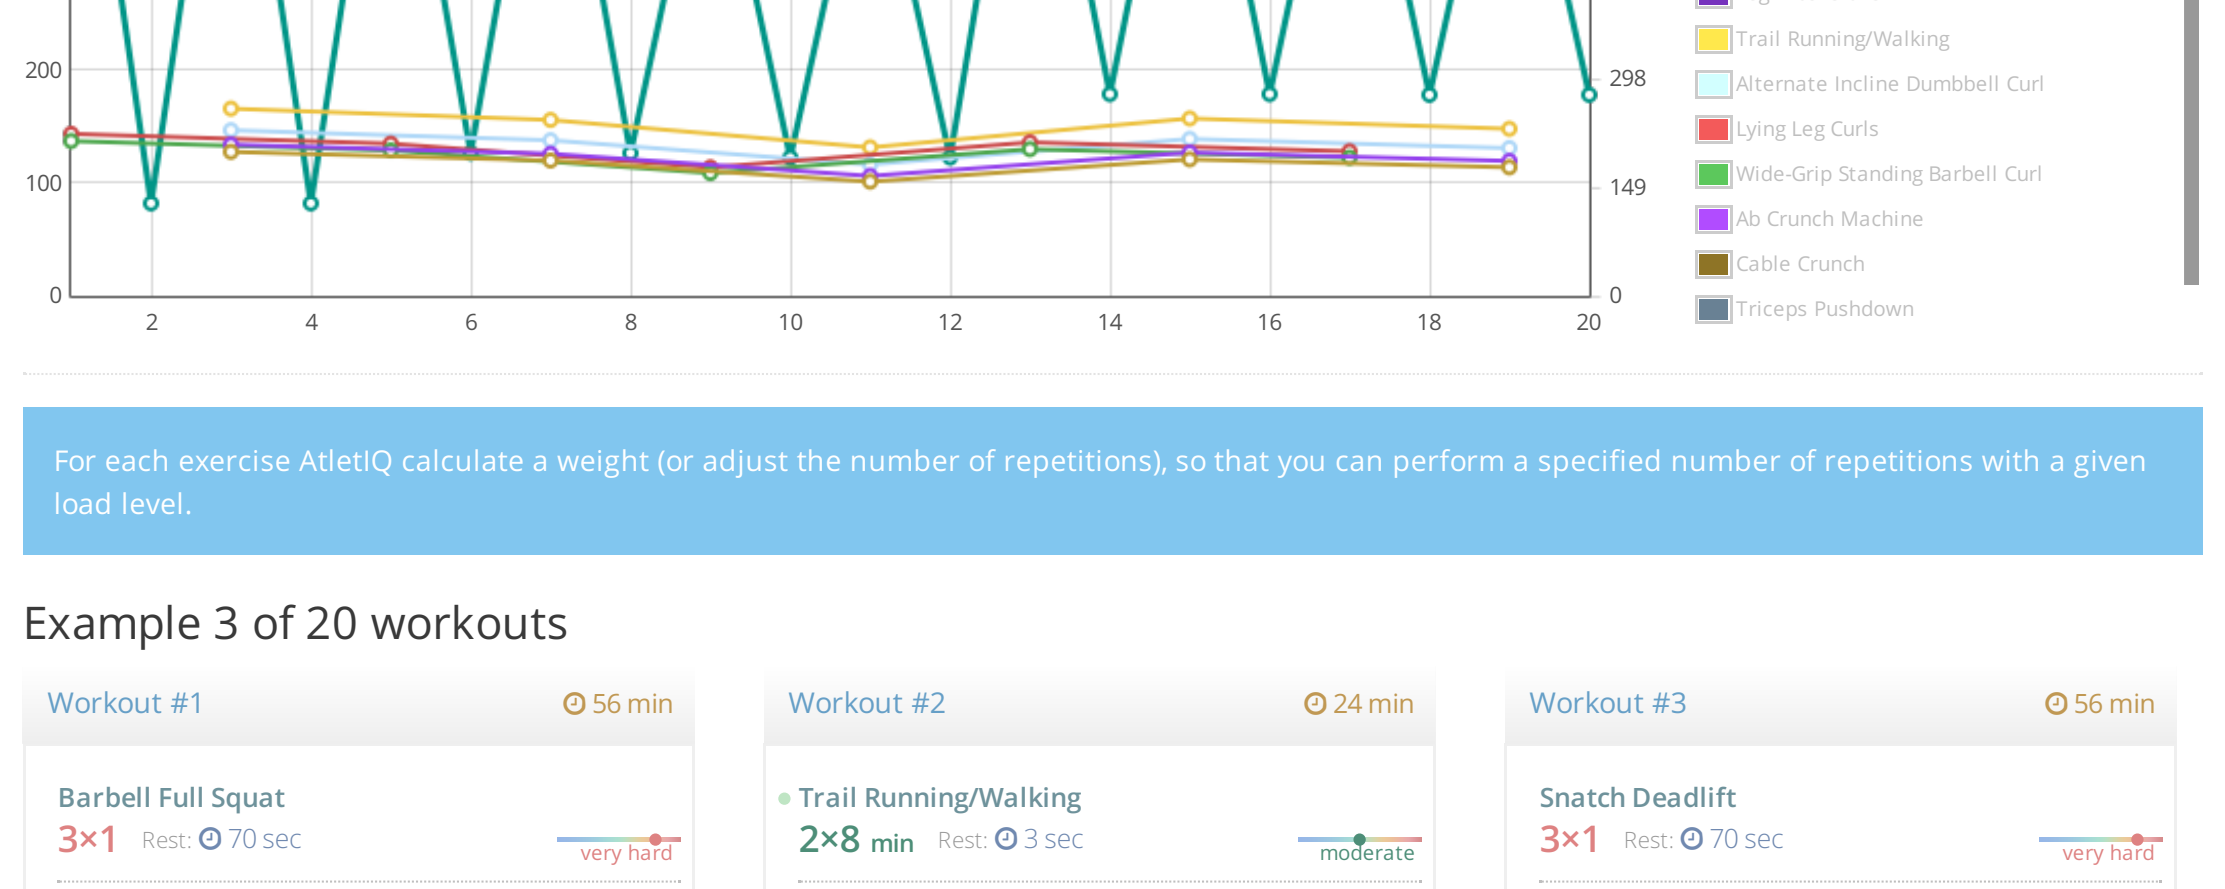 200
100
0
298
149
0
2 4 6 8 10 12 14 16 18 20
Trail Running/Walking
Alternate Incline Dumbbell Curl
Lying Leg Curls
Wide-Grip Standing Barbell Curl
Ab Crunch Machine
Cable Crunch
Triceps Pushdown
For each exercise AtletIQ calculate a weight (or adjust the number of repetitions), so that you can perform a specified number of repetitions with a given
load level.
Example 3 of 20 workouts
Workout #1 56 min
Barbell Full Squat
3×1 Rest: 70 sec
very hard
Workout #2 24 min
Trail Running/Walking
2×8 min Rest: 3 sec
moderate
Workout #3 56 min
Snatch Deadlift
3×1 Rest: 70 sec
very hard